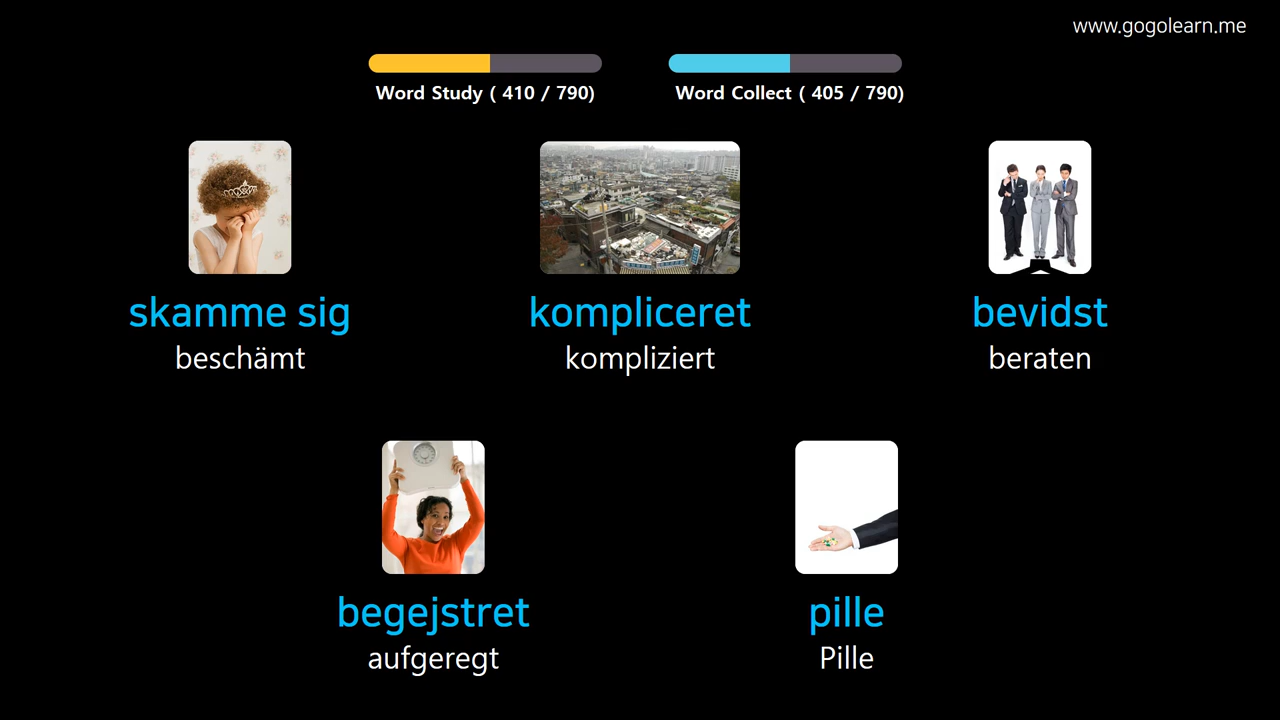 www.gogolearn.me
Word Study ( 410 / 790)
Word Collect ( 405 / 790)
skamme sig
beschämt
kompliceret
kompliziert
bevidst
beraten
begejstret
aufgeregt
pille
Pille